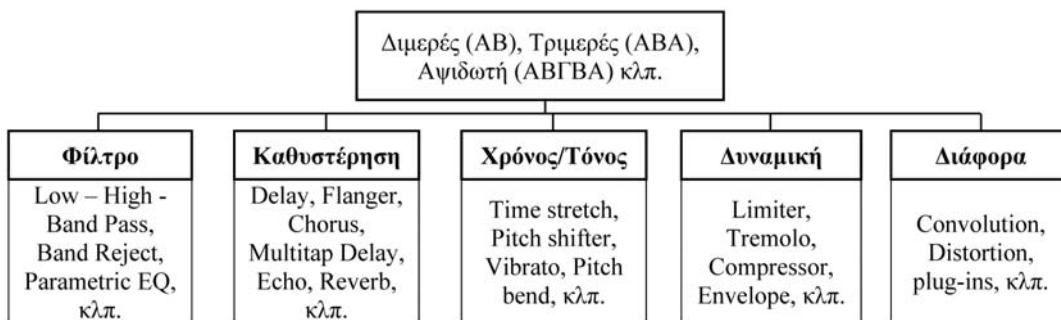 Διμερές (ΑΒ), Τριμερές (ΑΒΑ),
Αψιδωτή (ΑΒΓΒΑ) κλπ.
Φίλτρο
Low – High -
Band Pass,
Band Reject,
Parametric EQ,
κλπ.
Καθυστέρηση
Delay, Flanger,
Chorus,
Multitap Delay,
Echo, Reverb,
κλπ.
Χρόνος/Τόνος
Time stretch,
Pitch shifter,
Vibrato, Pitch
bend, κλπ.
Δυναμική
Limiter,
Tremolo,
Compressor,
Envelope, κλπ.
Διάφορα
Convolution,
Distortion,
plug-ins, κλπ.